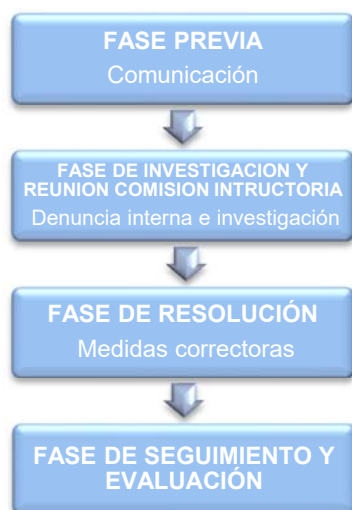 FASE PREVIA
Comunicación
FASE DE INVESTIGACION Y
REUNION COMISION INTRUCTORIA
Denuncia interna e investigación
FASE DE RESOLUCIÓN
Medidas correctoras
FASE DE SEGUIMIENTO Y
EVALUACIÓN